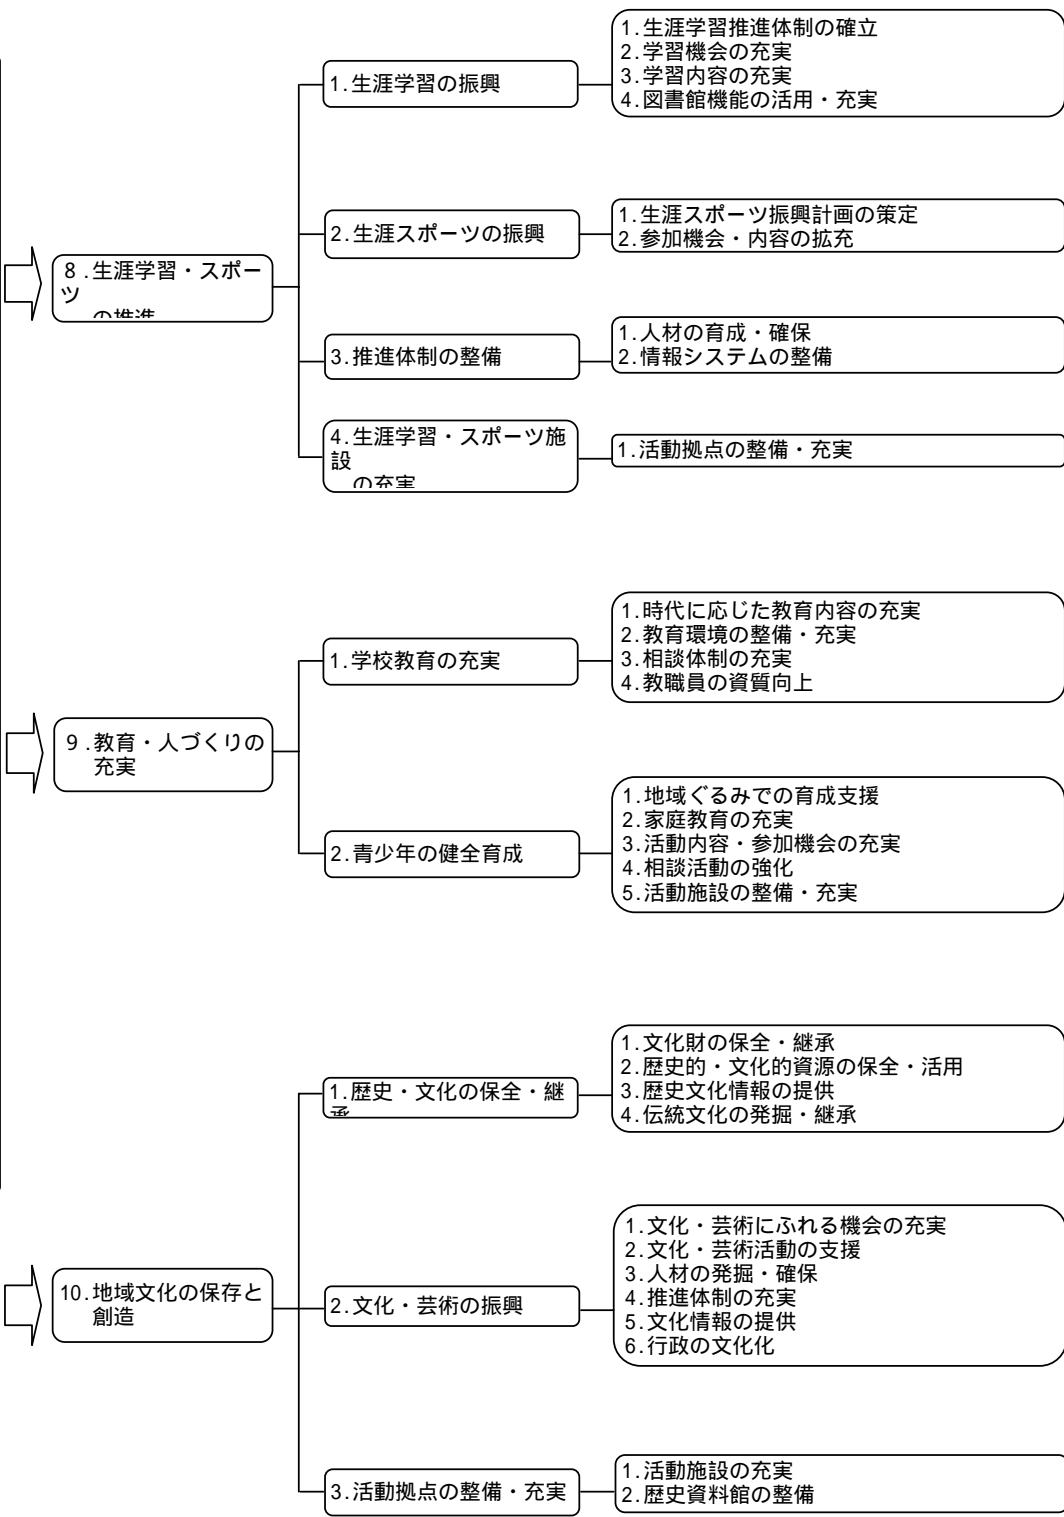 8.生涯学習・スポー
ツ
の推進
1.生涯学習の振興
1.生涯学習推進体制の確立
2.学習機会の充実
3.学習内容の充実
4.図書館機能の活用・充実
2.生涯スポーツの振興
1.生涯スポーツ振興計画の策定
2.参加機会・内容の拡充
3.推進体制の整備
1.人材の育成・確保
2.情報システムの整備
4.生涯学習・スポーツ施
設
の充実
1.活動拠点の整備・充実
9.教育・人づくりの
充実
1.学校教育の充実
1.時代に応じた教育内容の充実
2.教育環境の整備・充実
3.相談体制の充実
4.教職員の資質向上
2.青少年の健全育成
1.地域ぐるみでの育成支援
2.家庭教育の充実
3.活動内容・参加機会の充実
4.相談活動の強化
5.活動施設の整備・充実
10.地域文化の保存と
創造
1.歴史・文化の保全・継
承
1.文化財の保全・継承
2.歴史的・文化的資源の保全・活用
3.歴史文化情報の提供
4.伝統文化の発掘・継承
2.文化・芸術の振興
1.文化・芸術にふれる機会の充実
2.文化・芸術活動の支援
3.人材の発掘・確保
4.推進体制の充実
5.文化情報の提供
6.行政の文化化
3.活動拠点の整備・充実
1.活動施設の充実
2.歴史資料館の整備